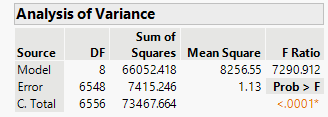 Analysis of Variance
Sum of
Source DF Squares Mean Square F Ratio
Model 8 66052.418 8256.55 7290.912
Error 6548 7415.246 1.13 Prob > F
C. Total 6556 73467.664 <.0001*